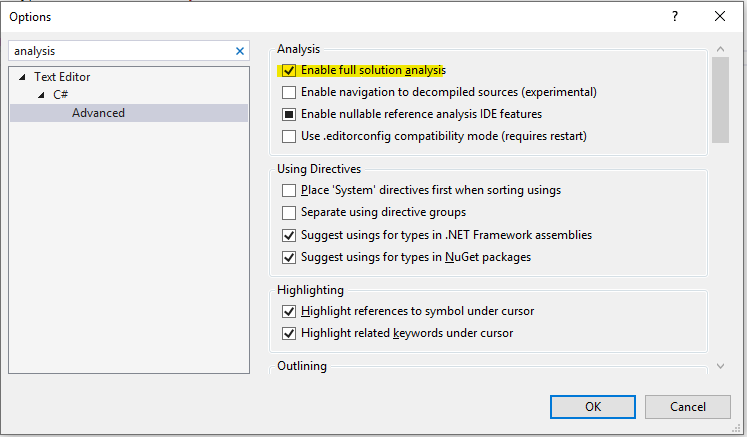 Options
?
analysis
Text Editor
C#
Advanced
Analysis
Enable full solution analysis
Enable navigation to decompiled sources (experimental)
Enable nullable reference analysis IDE features
Use .editorconfig compatibility mode (requires restart)
Using Directives
Place 'System' directives first when sorting usings
Separate using directive groups
Suggest usings for types in .NET Framework assemblies
Suggest usings for types in NuGet packages
Highlighting
Highlight references to symbol under cursor
Highlight related keywords under cursor
Outlining
OK
Cancel